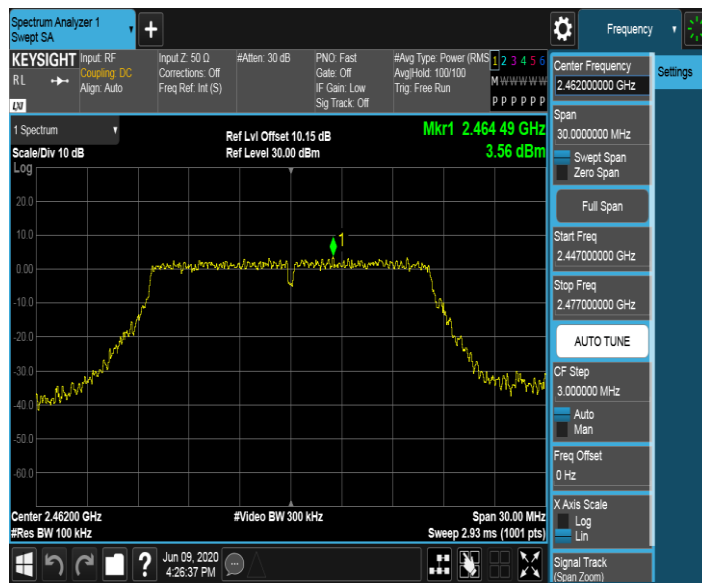 Spectrum Analyzer 1
Swept SA
+
Frequency
KEYSIGHT
RL
LXI
Input: RF
Coupling: DC
Align: Auto
Input Z: 50 Ω
Corrections: Off
Freq Ref: Int (S)
#Atten: 30 dB
PNO: Fast
Gate: Off
IF Gain: Low
Sig Track: Off
#Avg Type: Power (RMS
Avg|Hold: 100/100
Trig: Free Run
1 2 3 4 5 6
M W W W W W
P P P P P P
1 Spectrum
Scale/Div 10 dB
Ref Lvl Offset 10.15 dB
Ref Level 30.00 dBm
Mkr1 2.464 49 GHz
3.56 dBm
Log
20.0
10.0
0.00
-10.0
-20.0
-30.0
-40.0
-50.0
-60.0
1
Center 2.46200 GHz
#Res BW 100 kHz
#Video BW 300 kHz
Span 30.00 MHz
Sweep 2.93 ms (1001 pts)
?
Jun 09, 2020
4:26:37 PM
Center Frequency
2.462000000 GHz
Settings
Span
30.0000000 MHz
Swept Span
Zero Span
Full Span
Start Freq
2.447000000 GHz
Stop Freq
2.477000000 GHz
AUTO TUNE
CF Step
3.000000 MHz
Auto
Man
Freq Offset
0 Hz
X Axis Scale
Log
Lin
Signal Track
(Span Zoom)